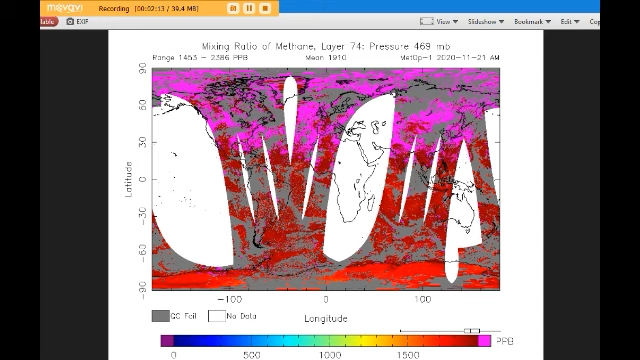 movavi
Recording [00:02:13 / 39.4 MB]
EXIF
View
Slideshow
Bookmark
Edit
Mixing Ratio of Methane, Layer 74: Pressure 469 mb
Range 1453 - 2386 PPB
Mean 1910
MetOp-1 2020-11-21 AM
90
60
30
0
-30
-60
-90
Latitude
-100
0
100
Longitude
QC Fail
No Data
0
500
1000
1500
PPB